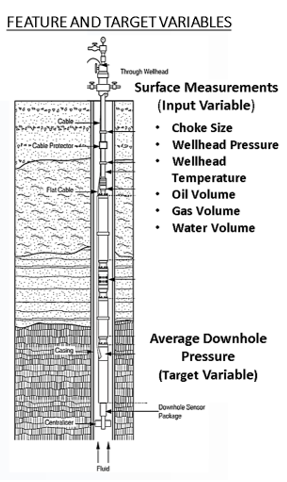 FEATURE AND TARGET VARIABLES
Through Wellhead
Surface Measurements
(Input Variable)
• Choke Size
• Wellhead Pressure
• Wellhead
Temperature
• Oil Volume
• Gas Volume
• Water Volume
Cable
Cable Protector
Flat Cable
Average Downhole
Pressure
(Target Variable)
Casing
Downhole Sensor
Package
Centraliser
Fluid